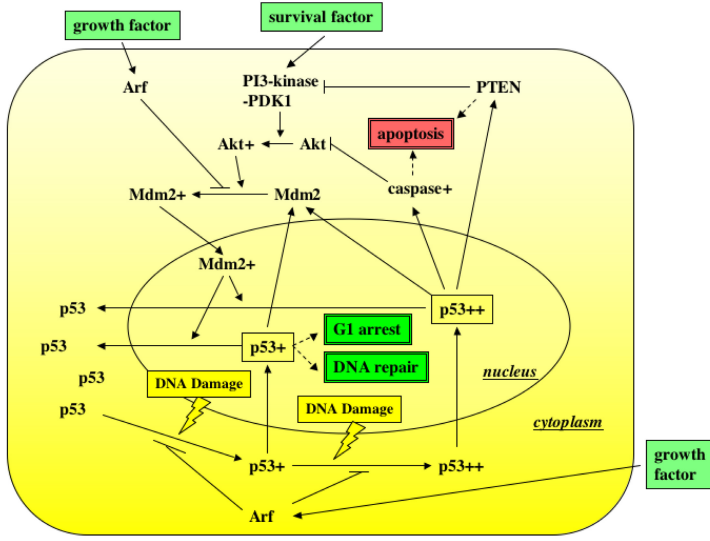 growth factor
survival factor
Arf
PI3-kinase
-PDK1
PTEN
apoptosis
Akt+
Akt
caspase+
Mdm2+
Mdm2
Mdm2+
p53
p53++
G1 arrest
p53
p53+
DNA repair
nucleus
p53
DNA Damage
p53
DNA Damage
cytoplasm
p53+
p53++
growth
factor
Arf